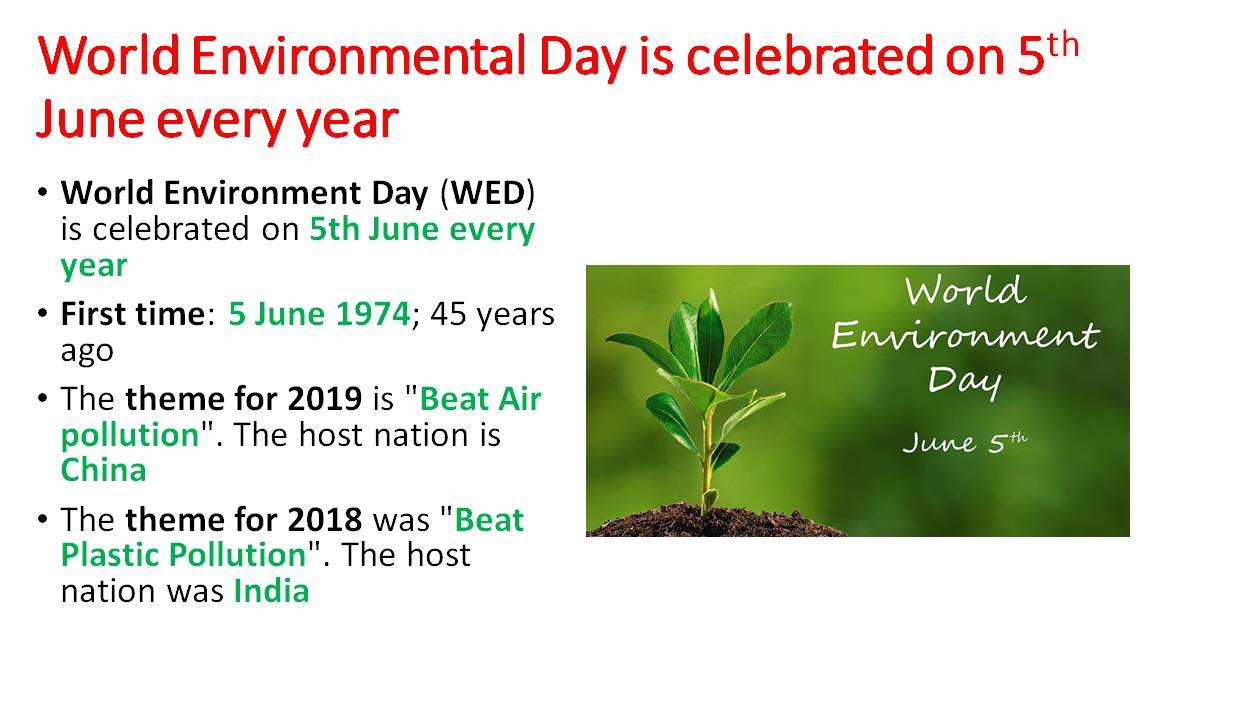 World Environmental Day is celebrated on 5th
June every year
• World Environment Day (WED)
is celebrated on 5th June every
year
• First time: 5 June 1974; 45 years
ago
• The theme for 2019 is "Beat Air
pollution". The host nation is
China
• The theme for 2018 was "Beat
Plastic Pollution". The host
nation was India
World
Environment
Day
June 5th